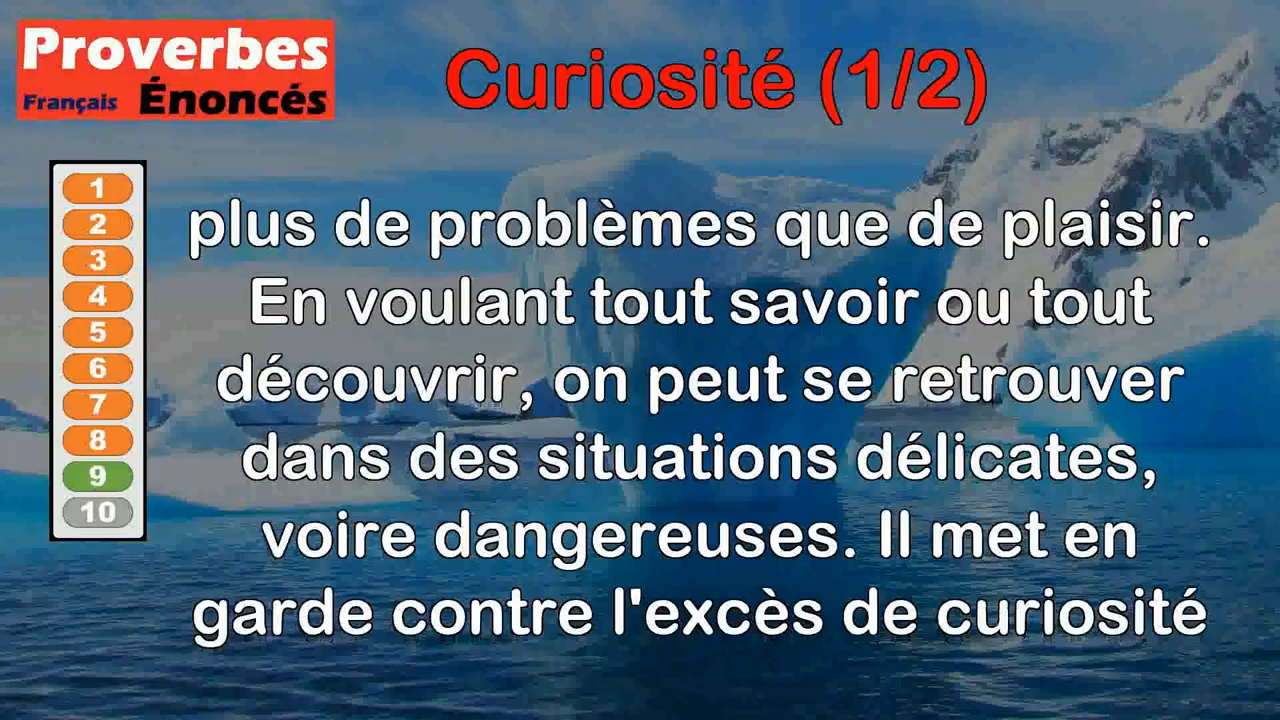 Proverbes
Français Énoncés
Curiosité (1/2)
1
2
3
4
5
6
7
8
9
10
plus de problèmes que de plaisir.
En voulant tout savoir ou tout
découvrir, on peut se retrouver
dans des situations délicates,
voire dangereuses. Il met en
garde contre l'excès de curiosité